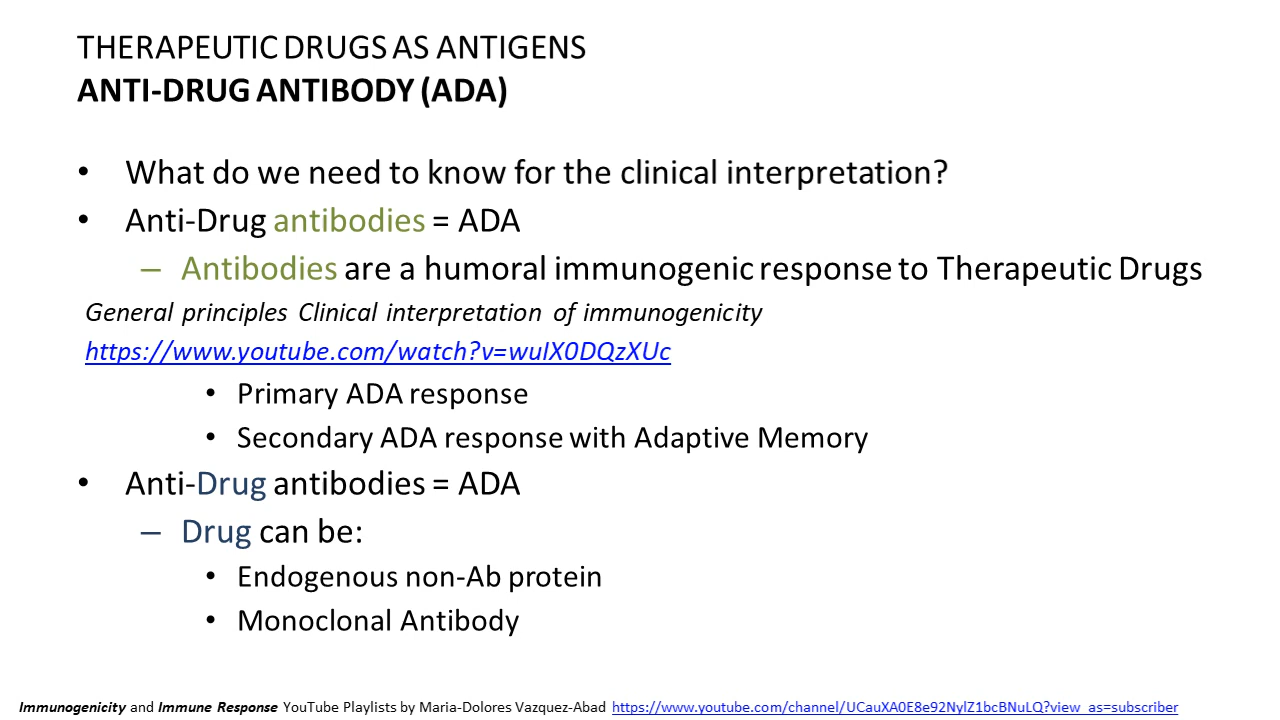 THERAPEUTIC DRUGS AS ANTIGENS
ANTI-DRUG ANTIBODY (ADA)
• What do we need to know for the clinical interpretation?
• Anti-Drug antibodies = ADA
– Antibodies are a humoral immunogenic response to Therapeutic Drugs
General principles Clinical interpretation of immunogenicity
https://www.youtube.com/watch?v=wuIX0DQzXUc
• Primary ADA response
• Secondary ADA response with Adaptive Memory
• Anti-Drug antibodies = ADA
– Drug can be:
• Endogenous non-Ab protein
• Monoclonal Antibody
Immunogenicity and Immune Response YouTube Playlists by Maria-Dolores Vazquez-Abad https://www.youtube.com/channel/UCauXA0E8e92NylZ1bcBNuLQ?view_as=subscriber